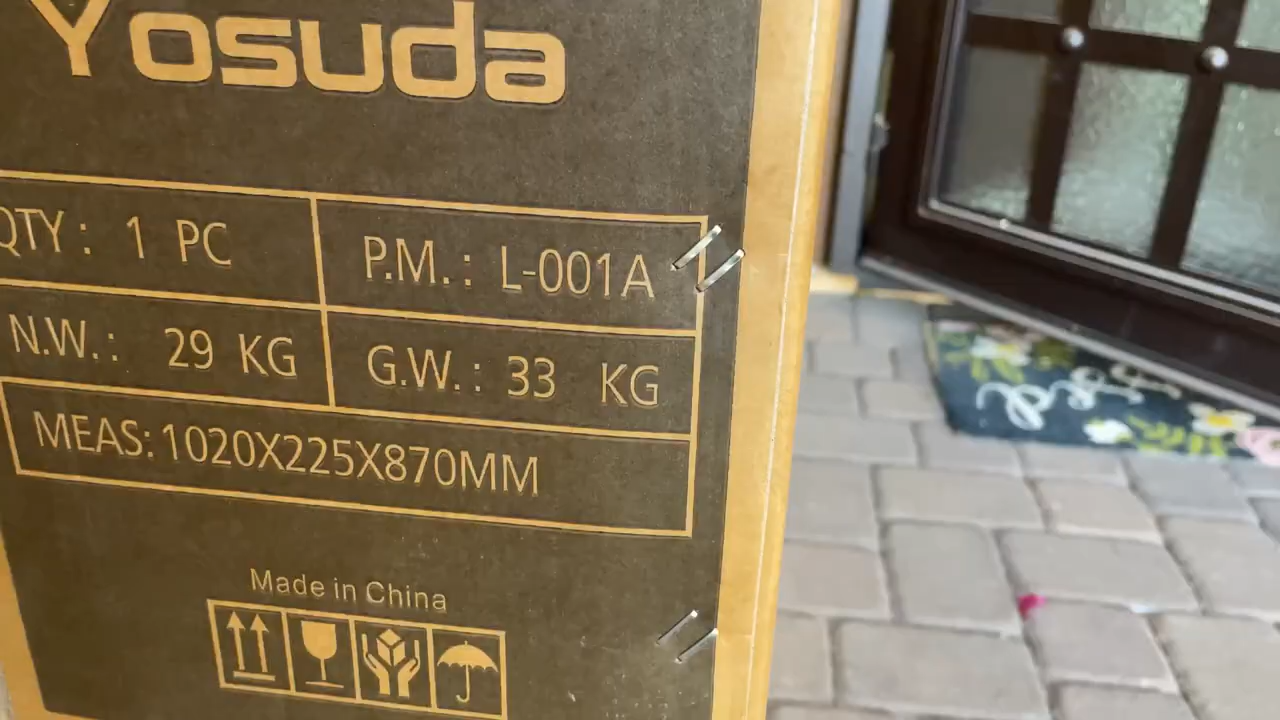 Yosuda
QTY : 1 PC
P.M. : L-001A
N.W. : 29 KG
G.W. : 33 KG
MEAS: 1020X225X870MM
Made in China